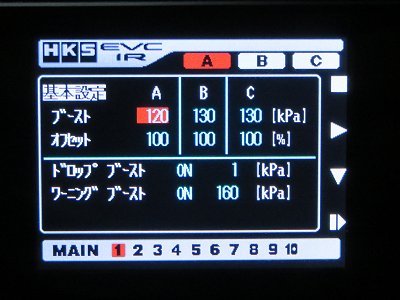 HKS EVC IR
A B C
基本設定 A B C
ブースト 120 130 130 [kPa]
オフセット 100 100 100 [%]
ドロップ ブースト ON 1 [kPa]
ワーニング ブースト ON 160 [kPa]
MAIN 1 2 3 4 5 6 7 8 9 10